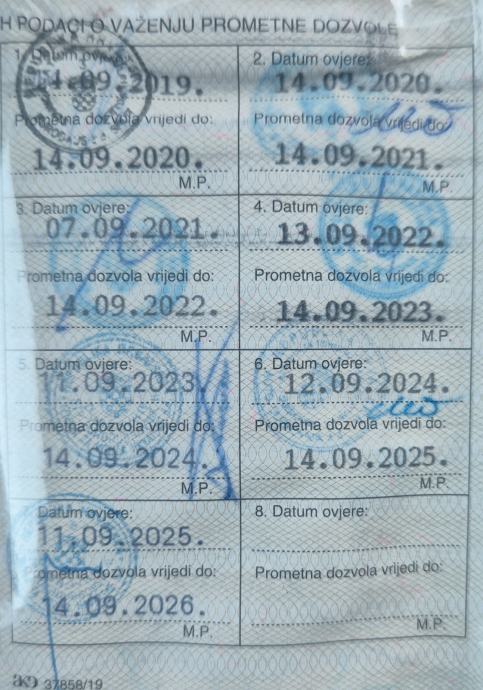 H PODACI O VAŽENJU PROMETNE DOZVOLE
1. Datum ovjere:
14.09.2019.
Prometna dozvola vrijedi do:
14.09.2020.
M.P.
2. Datum ovjere:
14.09.2020.
Prometna dozvola vrijedi do:
14.09.2021.
M.P.
3. Datum ovjere:
07.09.2021.
Prometna dozvola vrijedi do:
14.09.2022.
M.P.
4. Datum ovjere:
13.09.2022.
Prometna dozvola vrijedi do:
14.09.2023.
M.P.
5. Datum ovjere:
11.09.2023.
Prometna dozvola vrijedi do:
14.09.2024.
M.P.
6. Datum ovjere:
12.09.2024.
Prometna dozvola vrijedi do:
14.09.2025.
M.P.
Datum ovjere:
11.09.2025.
Prometna dozvola vrijedi do:
14.09.2026.
M.P.
8. Datum ovjere:
Prometna dozvola vrijedi do:
M.P.
37858/19